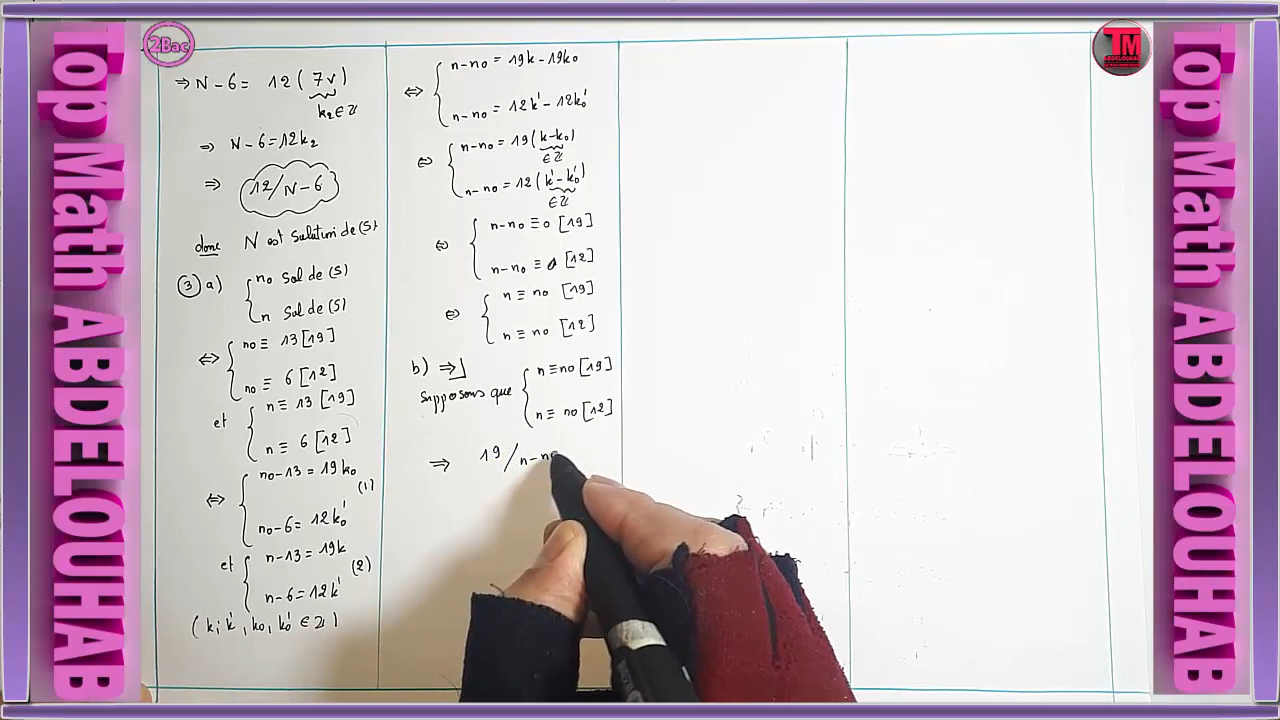 Top Math ABDELOUHAB
2Bac
⇒ N-6 = 12 ( 7v )
k₂ ∈ ℤ
⇒ N-6 = 12k₂
⇒ 12/N-6
donc N est solution de (S)
③ a) { n₀ sol de (S)
n sol de (S)
⇔ { n₀ ≡ 13 [19]
n₀ ≡ 6 [12]
et { n ≡ 13 [19]
n ≡ 6 [12]
⇔ { n₀-13 = 19k₀
(1)
n₀-6 = 12k₀'
et { n-13 = 19k
(2)
n-6 = 12k'
( k, k', k₀, k₀' ∈ ℤ )
⇔ { n-n₀ = 19k-19k₀
n-n₀ = 12k'-12k₀'
⇔ { n-n₀ = 19(k-k₀)
∈ ℤ
n-n₀ = 12(k'-k₀')
∈ ℤ
⇔ { n-n₀ ≡ 0 [19]
n-n₀ ≡ 0 [12]
⇔ { n ≡ n₀ [19]
n ≡ n₀ [12]
b) ⇒⌋
supposons que { n ≡ n₀ [19]
n ≡ n₀ [12]
⇒ 19/n-n₀
TM
ABDELOUHAB
Top Math ABDELOUHAB